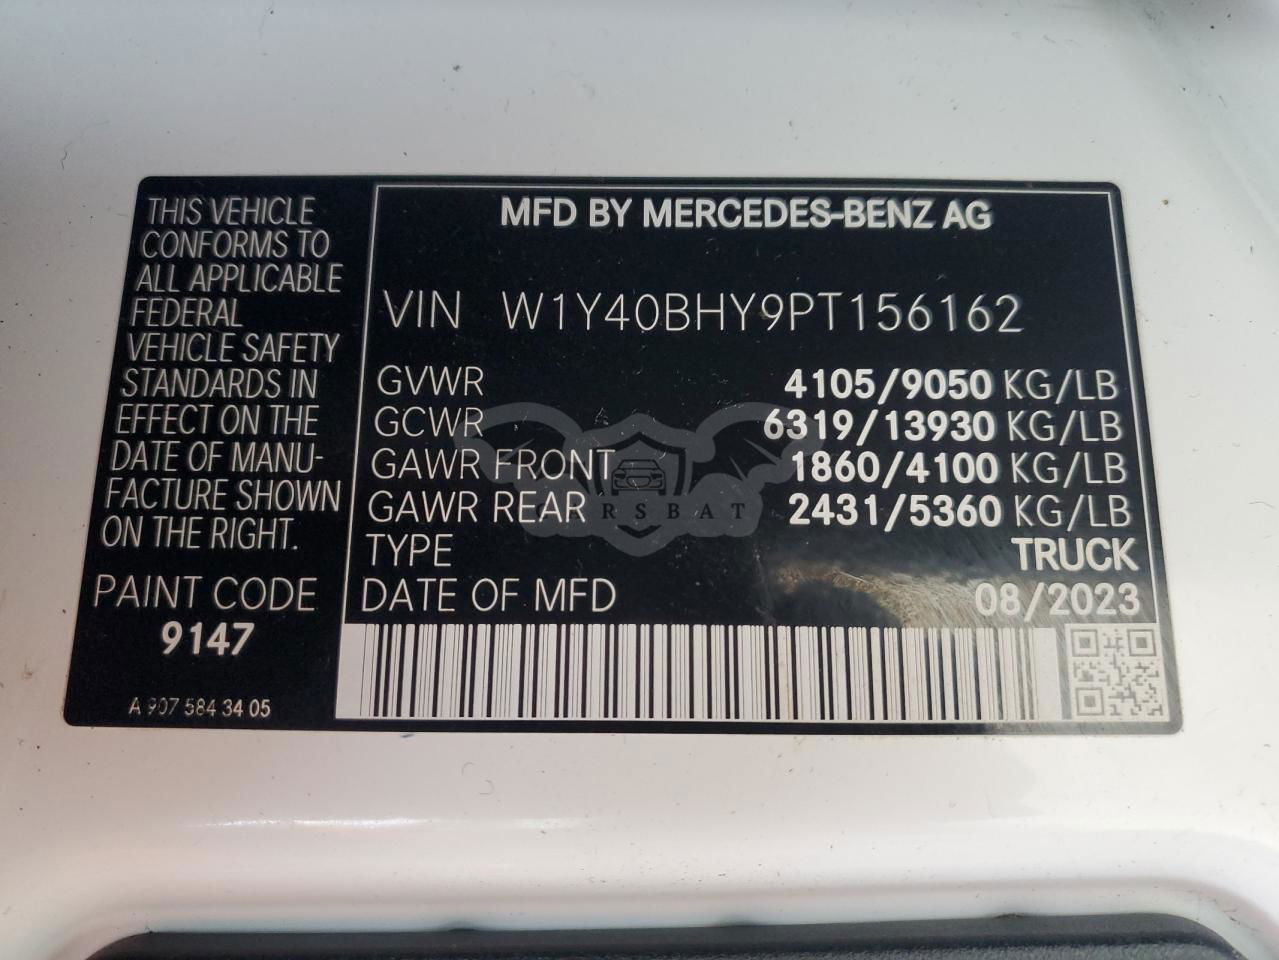 THIS VEHICLE
CONFORMS TO
ALL APPLICABLE
FEDERAL
VEHICLE SAFETY
STANDARDS IN
EFFECT ON THE
DATE OF MANU-
FACTURE SHOWN
ON THE RIGHT.
PAINT CODE
9147
A 907 584 34 05
MFD BY MERCEDES-BENZ AG
VIN W1Y40BHY9PT156162
GVWR 4105/9050 KG/LB
GCWR 6319/13930 KG/LB
GAWR FRONT 1860/4100 KG/LB
GAWR REAR 2431/5360 KG/LB
TYPE TRUCK
DATE OF MFD 08/2023
CARSBAT